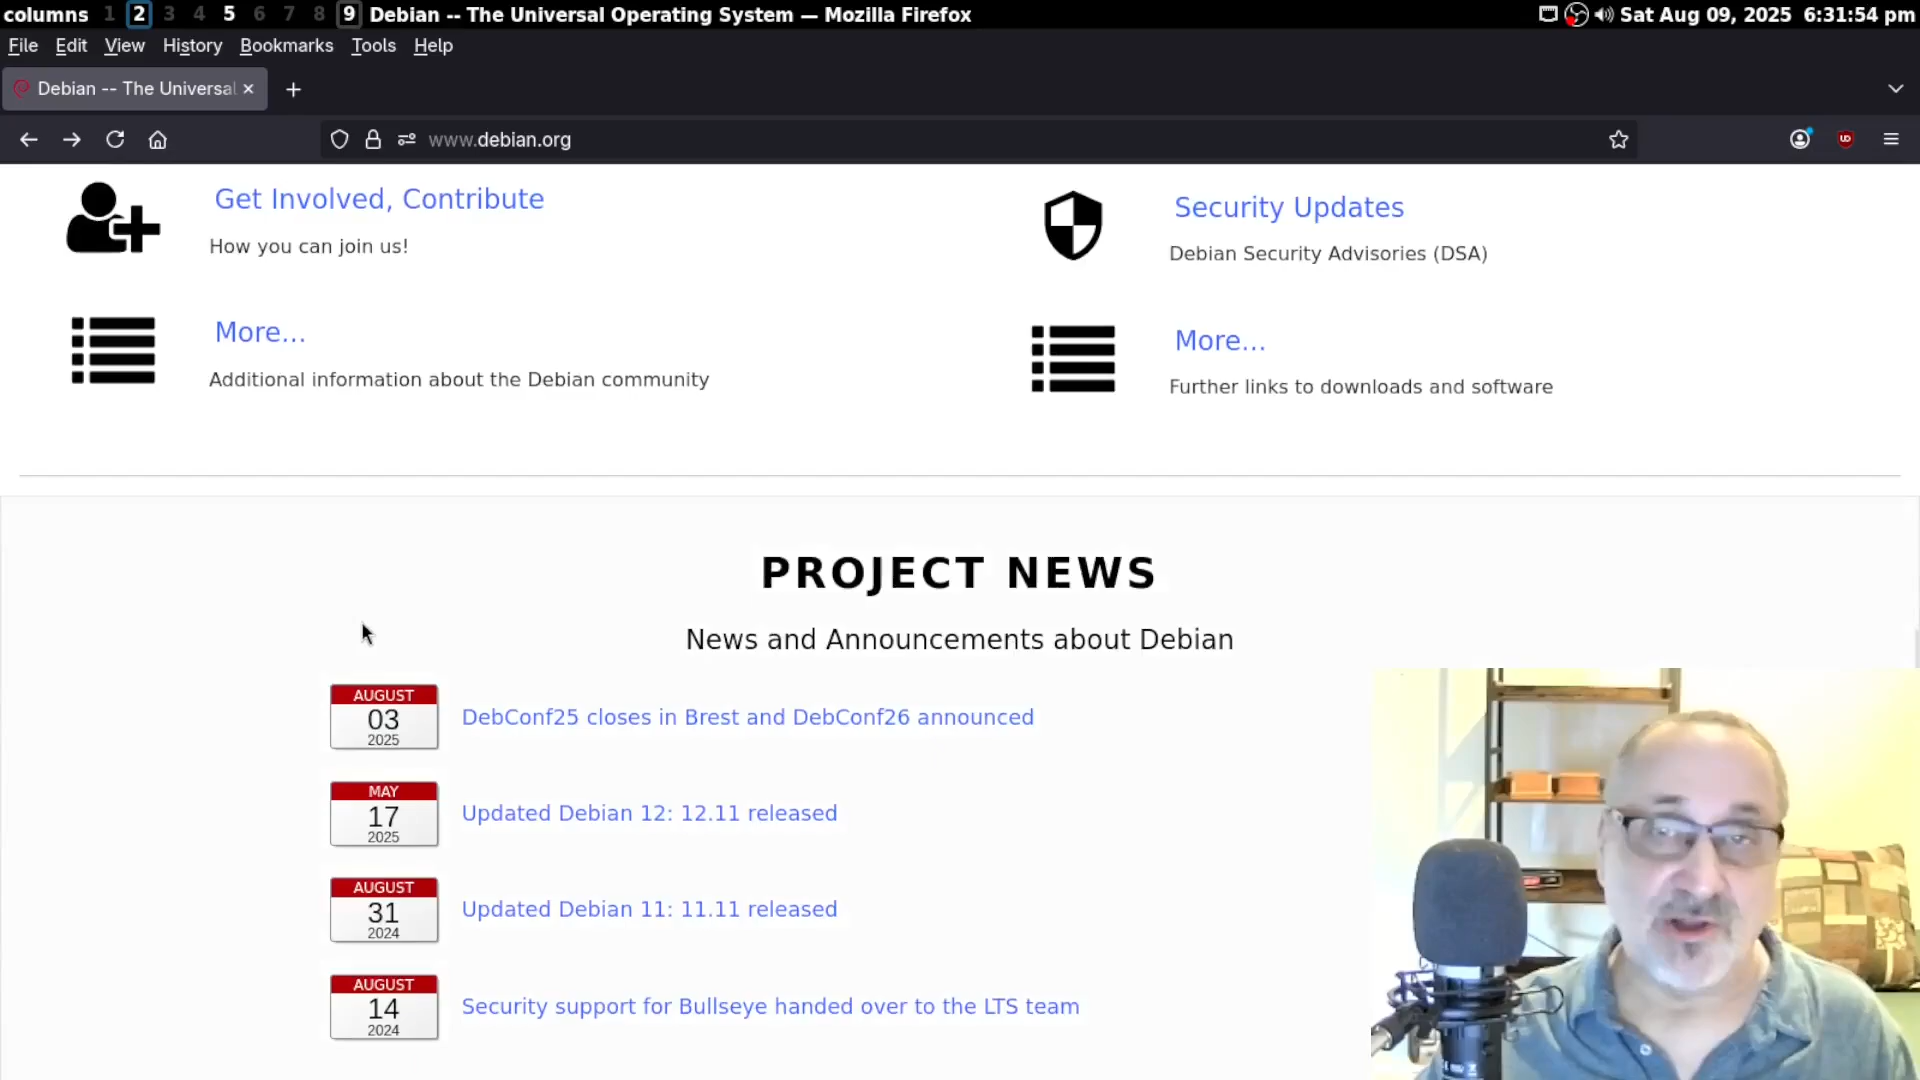 columns 1 2 3 4 5 6 7 8 9 Debian -- The Universal Operating System — Mozilla Firefox Sat Aug 09, 2025 6:31:54 pm
File Edit View History Bookmarks Tools Help
Debian -- The Universal
www.debian.org
Get Involved, Contribute
How you can join us!
Security Updates
Debian Security Advisories (DSA)
More...
Additional information about the Debian community
More...
Further links to downloads and software
PROJECT NEWS
News and Announcements about Debian
AUGUST
03
2025
DebConf25 closes in Brest and DebConf26 announced
MAY
17
2025
Updated Debian 12: 12.11 released
AUGUST
31
2024
Updated Debian 11: 11.11 released
AUGUST
14
2024
Security support for Bullseye handed over to the LTS team